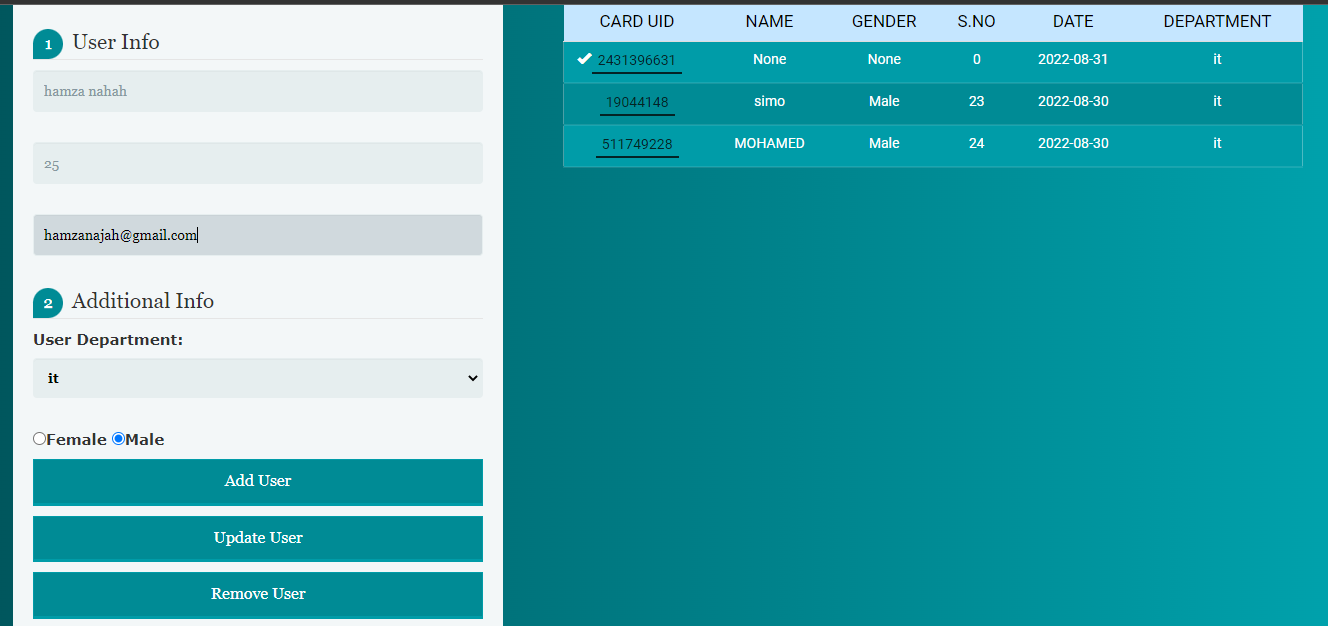 1 User Info
hamza nahah
25
hamzanajah@gmail.com
2 Additional Info
User Department:
it
Female Male
Add User
Update User
Remove User
CARD UID NAME GENDER S.NO DATE DEPARTMENT
2431396631 None None 0 2022-08-31 it
19044148 simo Male 23 2022-08-30 it
511749228 MOHAMED Male 24 2022-08-30 it